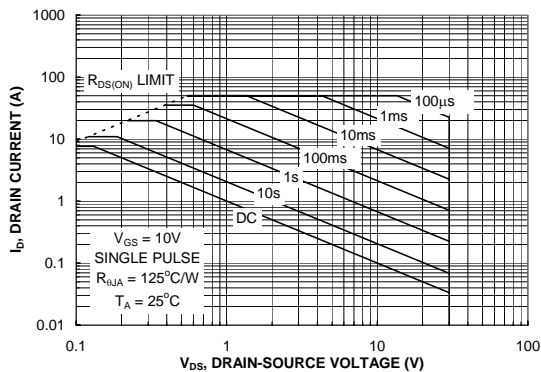 1000
100
10
1
0.1
0.01
I_D, DRAIN CURRENT (A)
R_DS(ON) LIMIT
100μs
1ms
10ms
100ms
1s
10s
DC
V_GS = 10V
SINGLE PULSE
R_θJA = 125°C/W
T_A = 25°C
0.1 1 10 100
V_DS, DRAIN-SOURCE VOLTAGE (V)